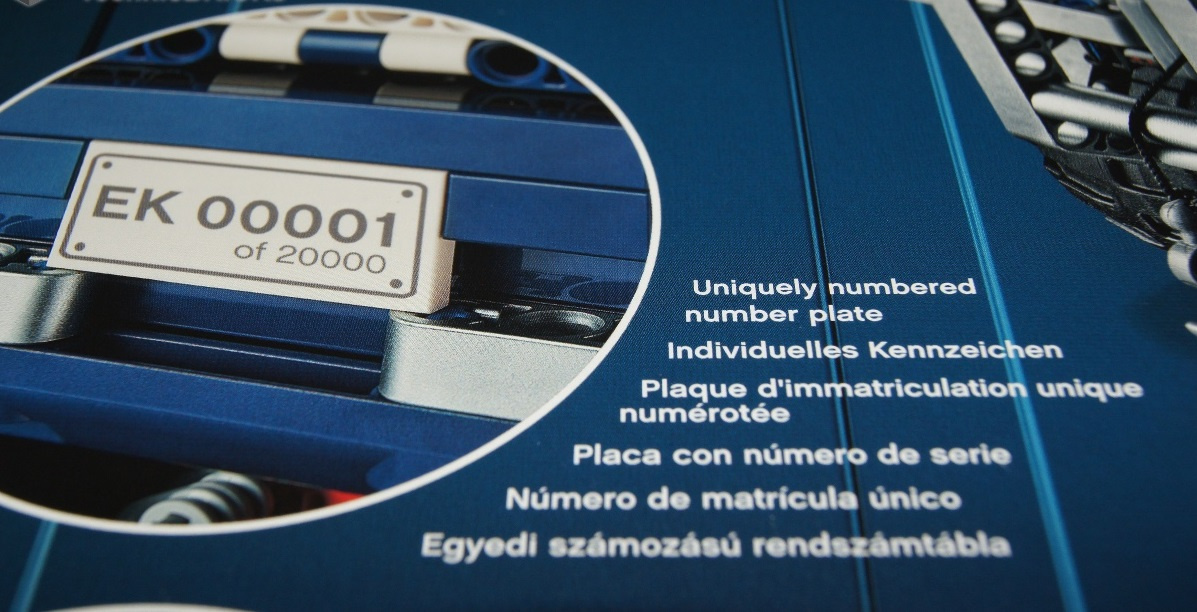 EK 00001
of 20000
Uniquely numbered
number plate
Individuelles Kennzeichen
Plaque d'immatriculation unique
numérotée
Placa con número de serie
Número de matrícula único
Egyedi számozású rendszámtábla